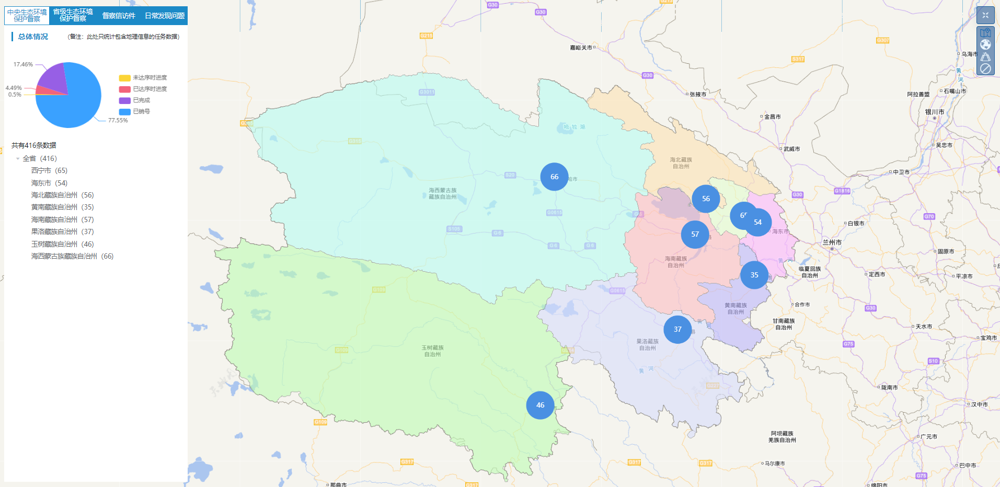 中央生态环境
保护督察
省级生态环境
保护督察
督察信访件
日常发现问题
总体情况
(备注：此处只统计包含地理信息的任务数据)
17.46%
4.49%
0.5%
77.55%
未达序时进度
已达序时进度
已完成
已销号
共有416条数据
全省（416）
西宁市（65）
海东市（54）
海北藏族自治州（56）
黄南藏族自治州（35）
海南藏族自治州（57）
果洛藏族自治州（37）
玉树藏族自治州（46）
海西蒙古族藏族自治州（66）
G30
G30
G215
G215
嘉峪关市
G307
S317
乌海市
黄
河
G30
张掖市
阿拉善盟
石嘴山市
银川市
G3011
金昌市
哈拉湖
吴忠市
G315
武威市
海北藏族
自治州
中卫市
S20
66
哈市
G1816
G30
海西蒙古族
藏族自治州
56
G0615
G6
65
54
G70
白银市
S105
G6
57
县
海东市
兰州市
G6
G6
固原市
海南藏族
自治州
黄
河
临夏回族
自治州
35
定西市
平凉市
G109
G0615
黄南藏族
自治州
合作市
G30
甘南藏族
自治州
天水市
黄
37
宝鸡市
果洛藏族
自治州
G75
玉树藏族
自治州
G109
S10
黄
河
G227
陇南市
46
汉中市
G109
阿坝藏族
羌族自治州
广元市
G317
G317
G317
马尔康市
巴中市
G75
那曲市
G317
绵阳市